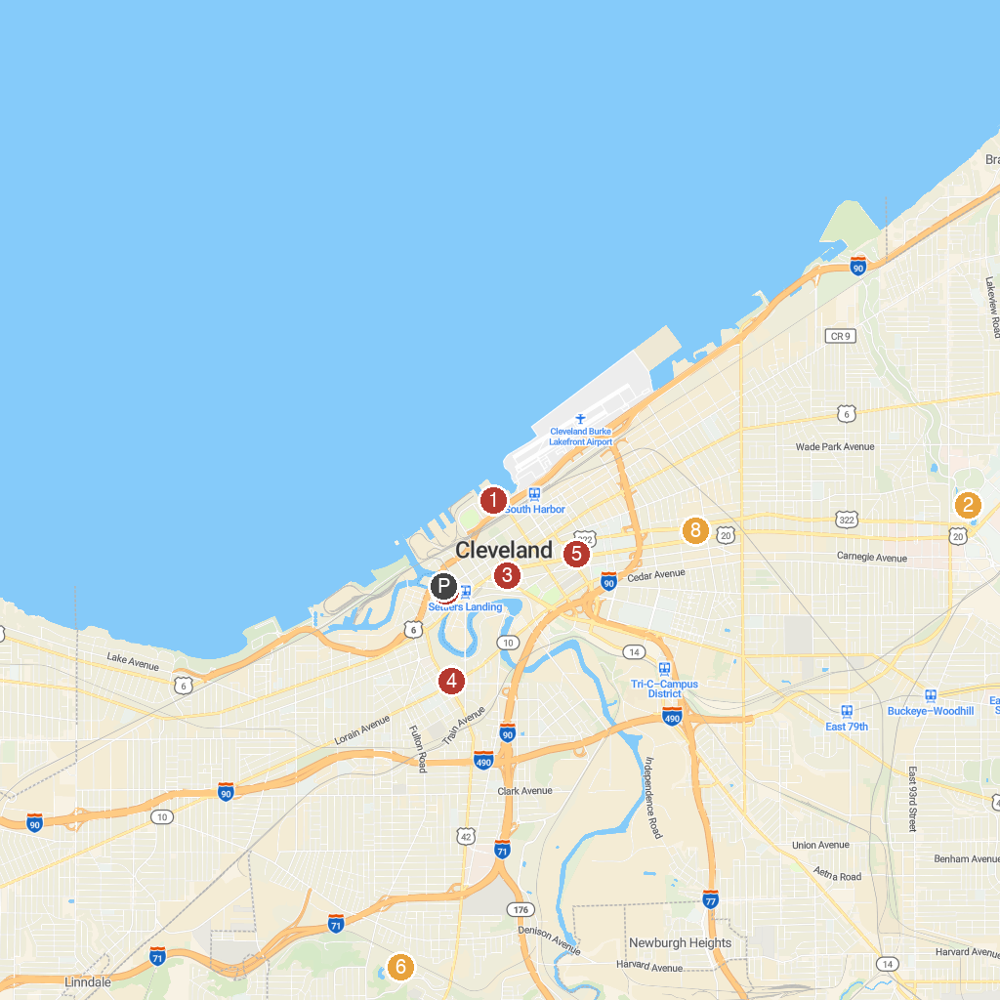 Bra
90
Lakeview Road
CR 9
6
Cleveland Burke
Lakefront Airport
Wade Park Avenue
1
South Harbor
2
8
20
322
20
322
Cleveland
5
Carnegie Avenue
3
Cedar Avenue
90
P
Settlers Landing
6
10
14
Lake Avenue
6
4
Tri-C-Campus
District
Buckeye-Woodhill
East 79th
490
Lorain Avenue
Train Avenue
Fulton Road
90
490
Independence Road
East 93rd Street
90
10
90
Clark Avenue
42
71
Union Avenue
Benham Avenue
Aetna Road
77
176
71
Denison Avenue
Newburgh Heights
71
Harvard Avenue
14
Harvard Avenue
6
Linndale